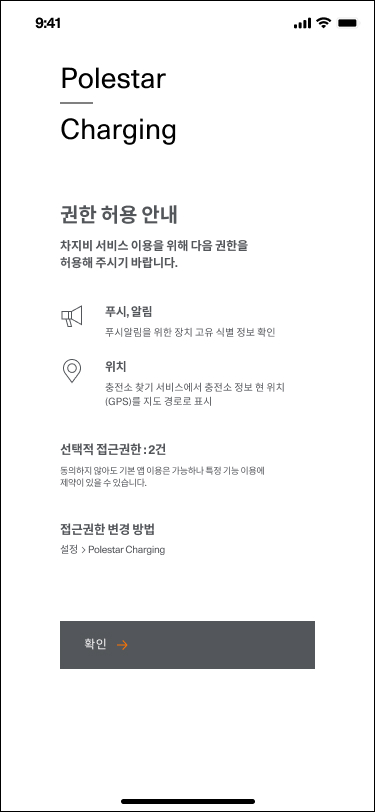 9:41
Polestar
Charging
권한 허용 안내
차지비 서비스 이용을 위해 다음 권한을
허용해 주시기 바랍니다.
푸시, 알림
푸시알림을 위한 장치 고유 식별 정보 확인
위치
충전소 찾기 서비스에서 충전소 정보 현 위치
(GPS)를 지도 경로로 표시
선택적 접근권한 : 2건
동의하지 않아도 기본 앱 이용은 가능하나 특정 기능 이용에
제약이 있을 수 있습니다.
접근권한 변경 방법
설정 > Polestar Charging
확인 →